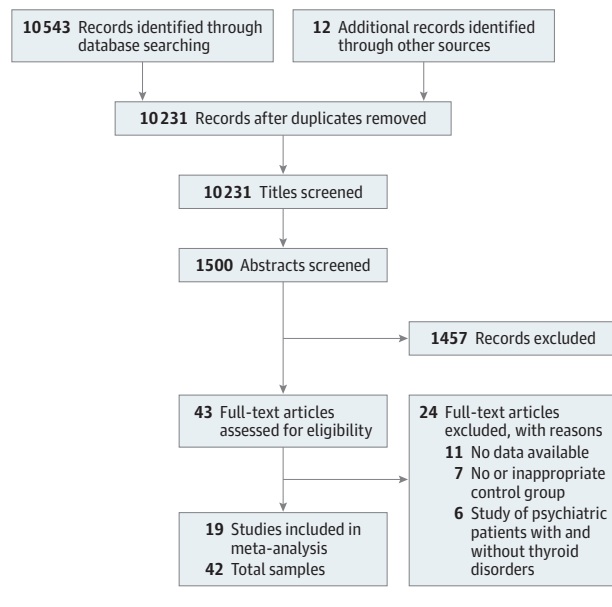 10543 Records identified through
database searching
12 Additional records identified
through other sources
10231 Records after duplicates removed
10231 Titles screened
1500 Abstracts screened
1457 Records excluded
43 Full-text articles
assessed for eligibility
24 Full-text articles
excluded, with reasons
11 No data available
7 No or inappropriate
control group
6 Study of psychiatric
patients with and
without thyroid
disorders
19 Studies included in
meta-analysis
42 Total samples